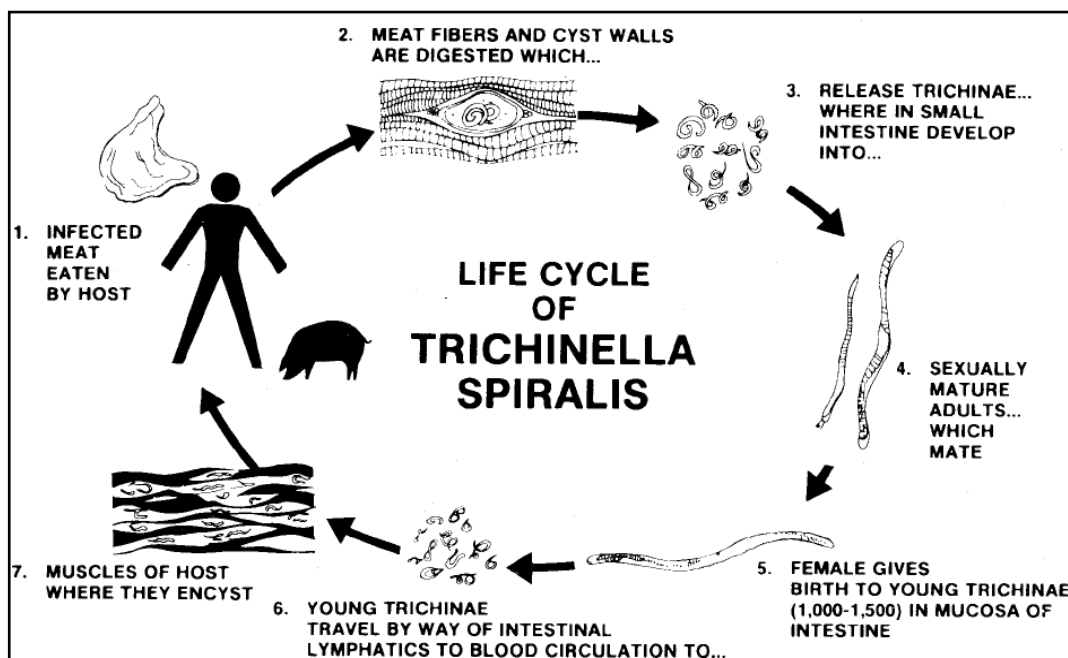 2. MEAT FIBERS AND CYST WALLS
ARE DIGESTED WHICH...
3. RELEASE TRICHINAE...
WHERE IN SMALL
INTESTINE DEVELOP
INTO...
1. INFECTED
MEAT
EATEN
BY HOST
LIFE CYCLE
OF
TRICHINELLA
SPIRALIS
4. SEXUALLY
MATURE
ADULTS...
WHICH
MATE
5. FEMALE GIVES
BIRTH TO YOUNG TRICHINAE
(1,000-1,500) IN MUCOSA OF
INTESTINE
6. YOUNG TRICHINAE
TRAVEL BY WAY OF INTESTINAL
LYMPHATICS TO BLOOD CIRCULATION TO...
7. MUSCLES OF HOST
WHERE THEY ENCYST